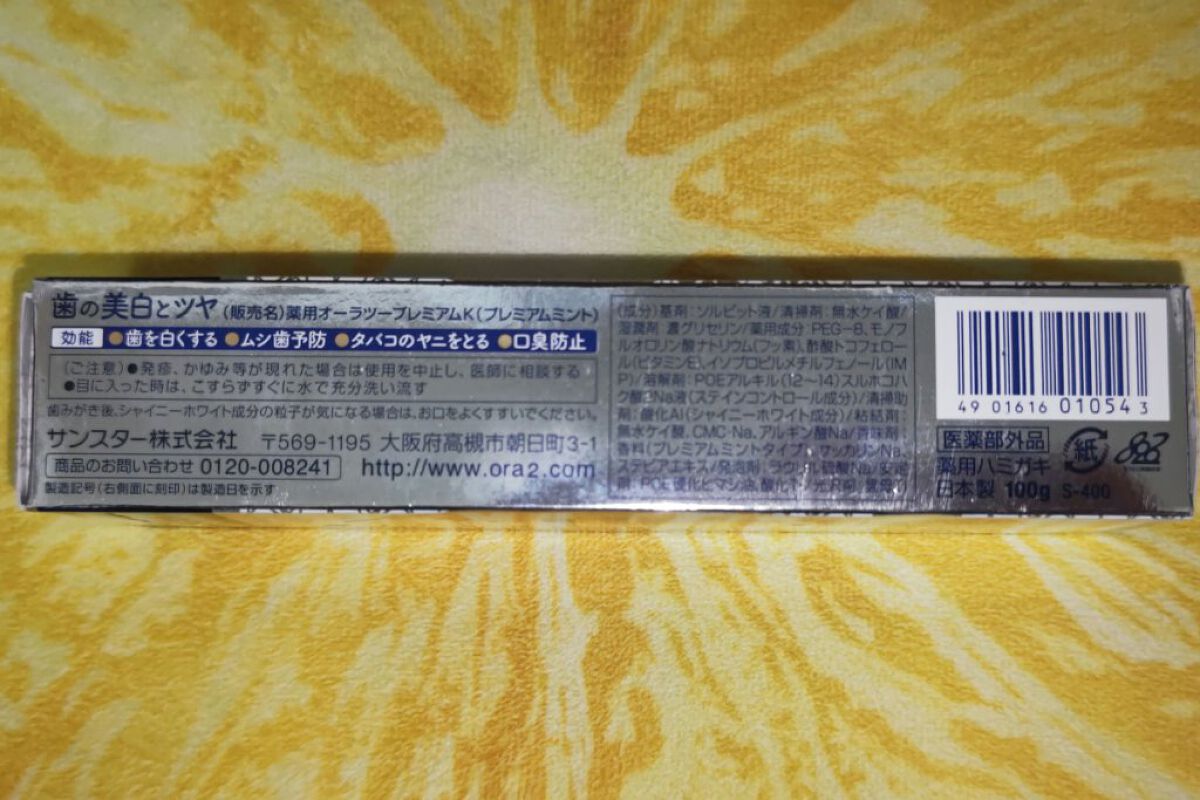 歯の美白とツヤ(販売名)薬用オーラツープレミアムK(プレミアムミント)
効能 ●歯を白くする ●ムシ歯予防 ●タバコのヤニをとる ●口臭防止
(ご注意)●発疹、かゆみ等が現れた場合は使用を中止し、医師に相談する
●目に入った時は、こすらずすぐに水で充分洗い流す
歯みがき後、シャイニーホワイト成分の粒子が気になる場合は、お口をよくすすいでください。
サンスター株式会社 〒569-1195 大阪府高槻市朝日町3-1
商品のお問い合わせ 0120-008241 http://www.ora2.com
製造記号(右側面に刻印)は製造日を示す
(成分)基剤:ソルビット液/清掃剤:無水ケイ酸/
湿潤剤:濃グリセリン/薬用成分:PEG-8、モノフ
ルオロリン酸ナトリウム(フッ素)、酢酸トコフェロー
ル(ビタミンE)、イソプロピルメチルフェノール(IM
P)/溶解剤:POEアルキル(12~14)スルホコハ
ク酸2Na液(ステインコントロール成分)/清掃助
剤:酸化Al(シャイニーホワイト成分)/粘結剤:
無水ケイ酸、CMC・Na、アルギン酸Na/香味剤
香料(プレミアムミントタイプ)、サッカリンNa、
ステビアエキス/発泡剤:ラウリル硫酸Na/安定
剤:POE硬化ヒマシ油、酸化Ti/光沢剤:雲母
4 901616 010543
医薬部外品
薬用ハミガキ
日本製 100g S-400
紙